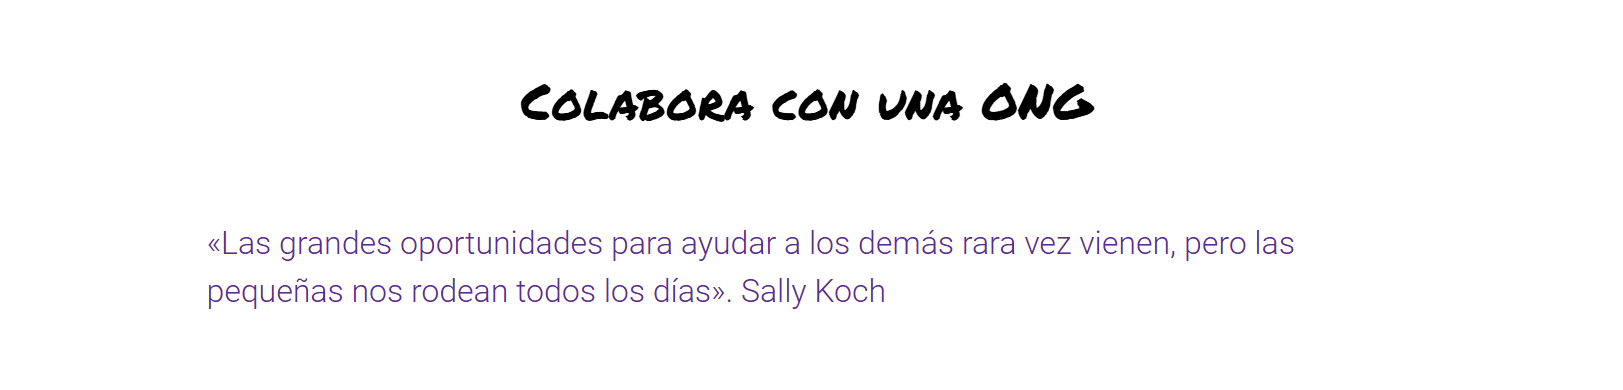 Colabora con una ONG
«Las grandes oportunidades para ayudar a los demás rara vez vienen, pero las
pequeñas nos rodean todos los días». Sally Koch